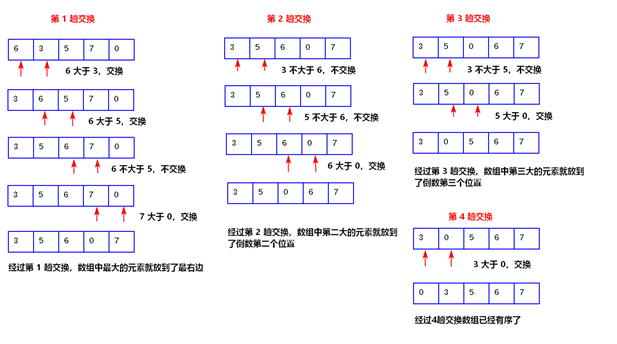 第 1 趟交换
6 3 5 7 0
6 大于 3，交换
3 6 5 7 0
6 大于 5，交换
3 5 6 7 0
6 不大于 5，不交换
3 5 6 7 0
7 大于 0，交换
3 5 6 0 7
经过第 1 趟交换，数组中最大的元素就放到了最右边
第 2 趟交换
3 5 6 0 7
3 不大于 6，不交换
3 5 6 0 7
5 不大于 6，不交换
3 5 6 0 7
6 大于 0，交换
3 5 0 6 7
经过第 2 趟交换，数组中第二大的元素就放到
了倒数第二个位置
第 3 趟交换
3 5 0 6 7
3 不大于 5，不交换
3 5 0 6 7
5 大于 0，交换
3 0 5 6 7
经过第 3 趟交换，数组中第三大的元素就放到
了倒数第三个位置
第 4 趟交换
3 0 5 6 7
3 大于 0，交换
0 3 5 6 7
经过4趟交换数组已经有序了